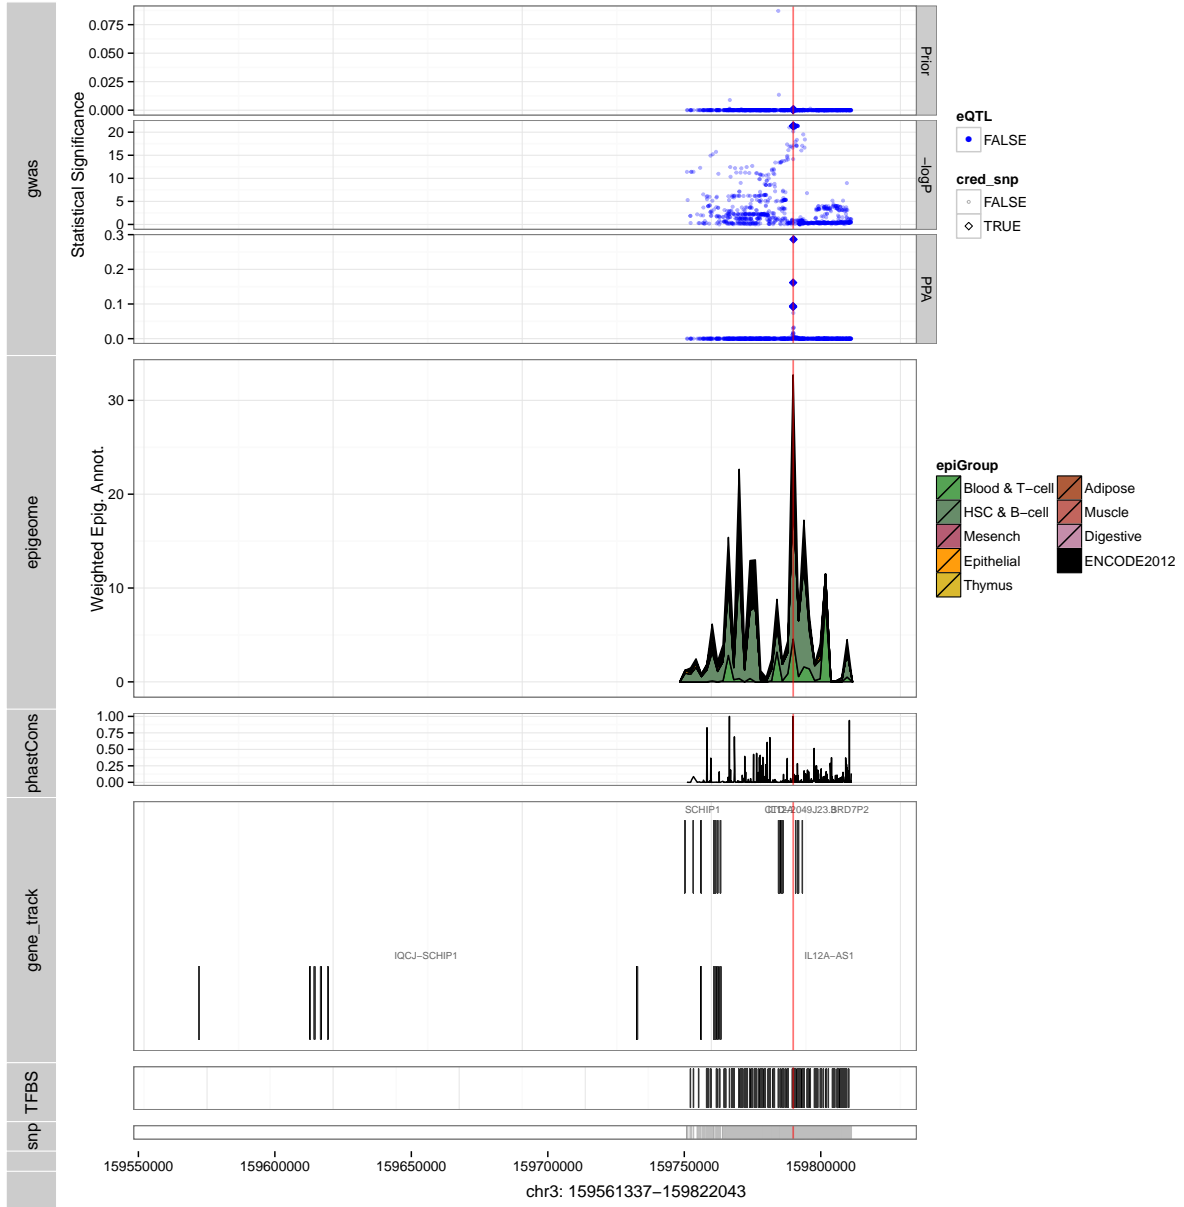 gwas
Statistical Significance
0.075
0.050
0.025
0.000
Prior
20
15
10
5
0
−logP
0.3
0.2
0.1
0.0
PPA
eQTL
FALSE
cred_snp
FALSE
TRUE
epigeome
Weighted Epig. Annot.
30
20
10
0
epiGroup
Blood & T−cell
HSC & B−cell
Mesench
Epithelial
Thymus
Adipose
Muscle
Digestive
ENCODE2012
phastCons
1.00
0.75
0.50
0.25
0.00
gene_track
SCHIP1
IQCJ−SCHIP1
IL12A−AS1
TFBS
snp
159550000 159600000 159650000 159700000 159750000 159800000
chr3: 159561337−159822043